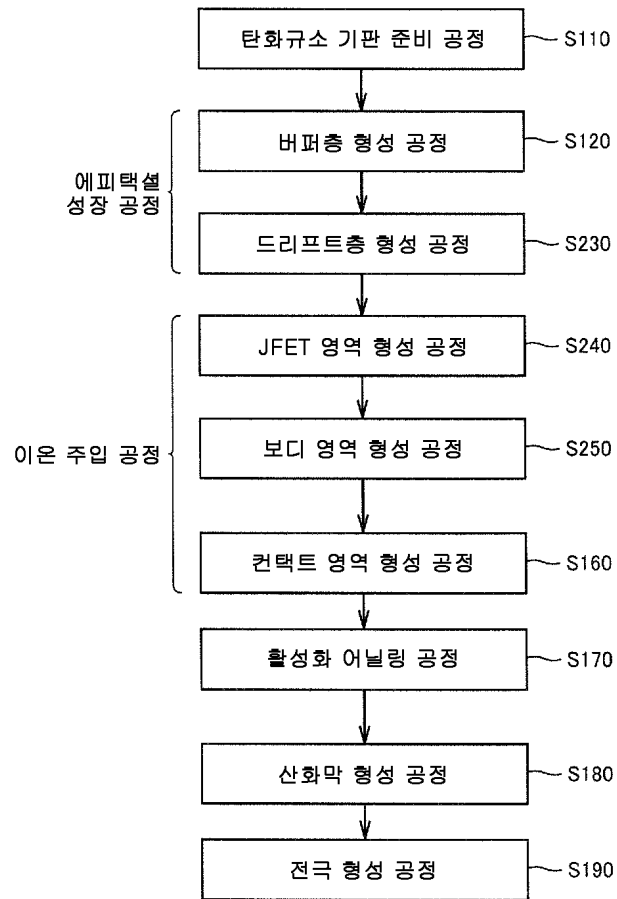 탄화규소 기판 준비 공정 S110
버퍼층 형성 공정 S120
에피택셜
성장 공정
드리프트층 형성 공정 S230
JFET 영역 형성 공정 S240
이온 주입 공정
보디 영역 형성 공정 S250
컨택트 영역 형성 공정 S160
활성화 어닐링 공정 S170
산화막 형성 공정 S180
전극 형성 공정 S190